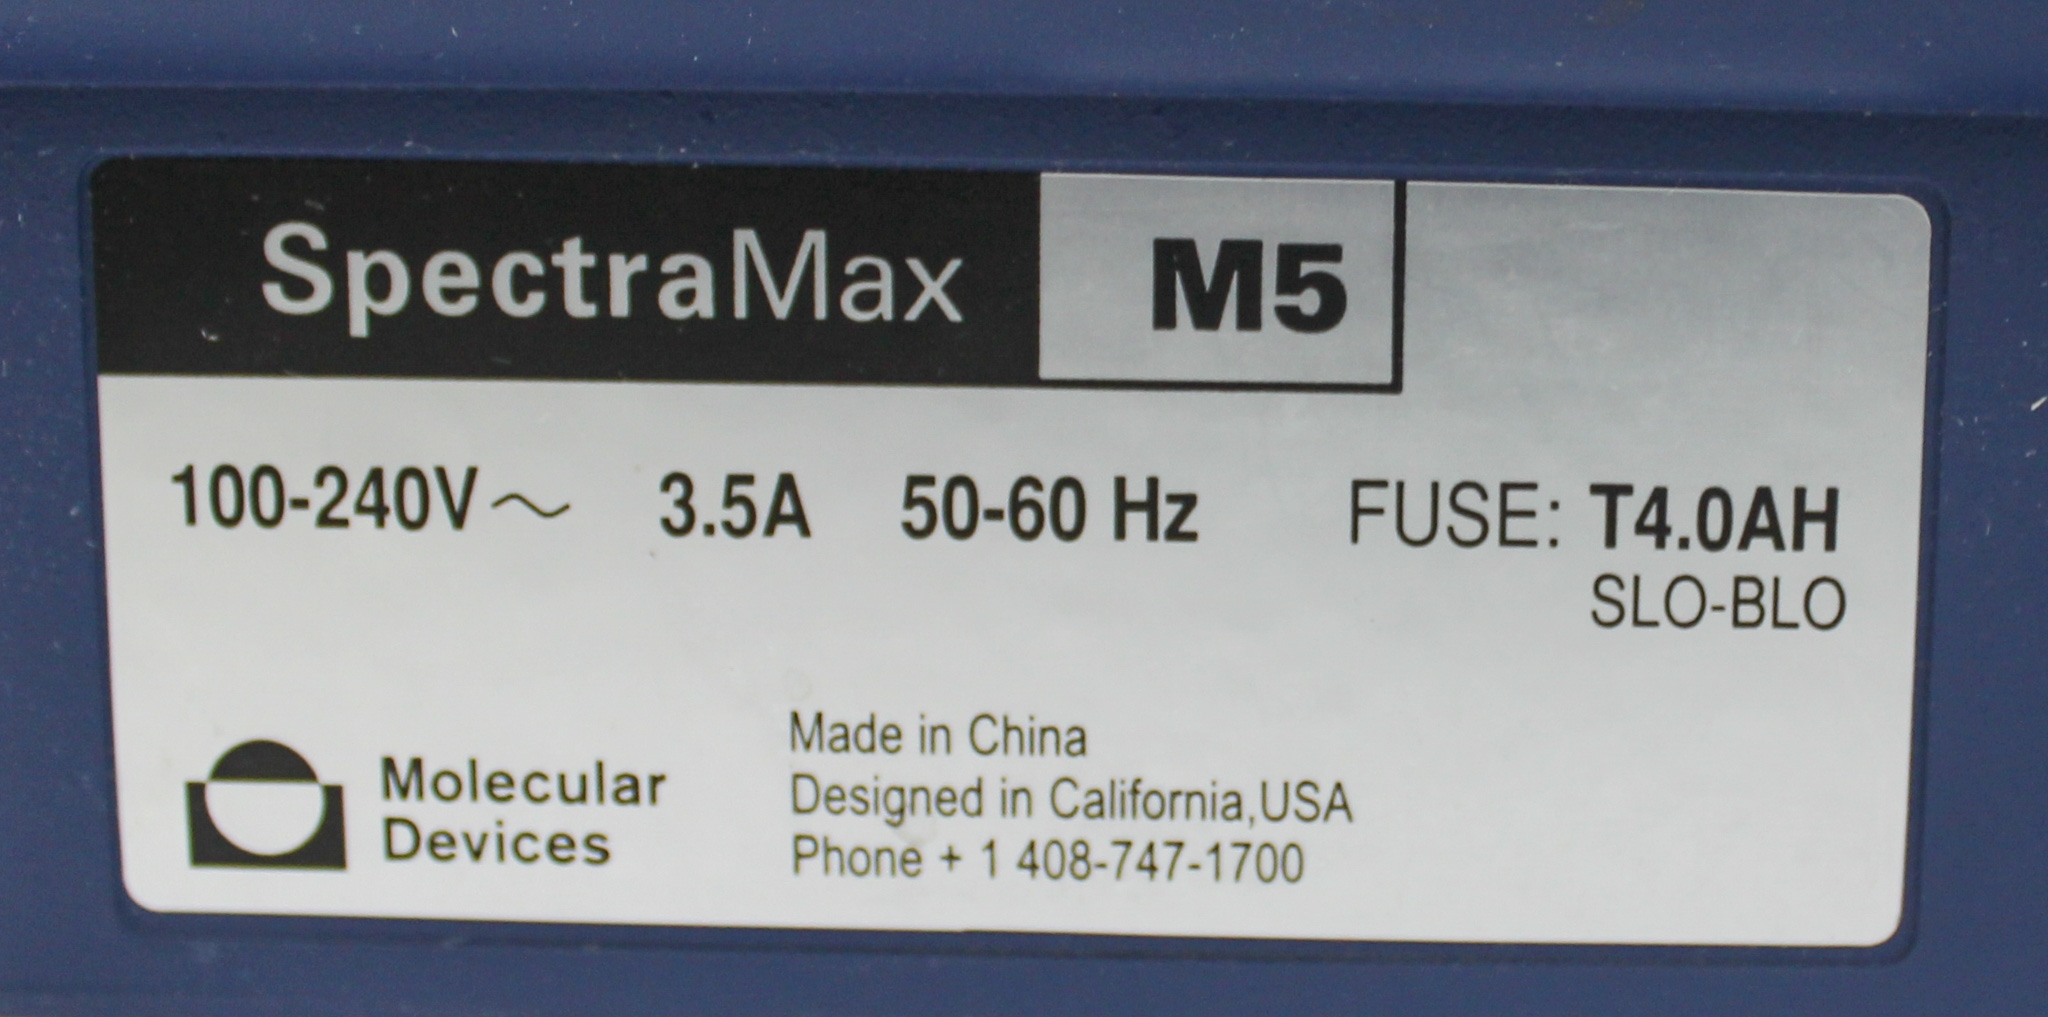 SpectraMax M5
100-240V~ 3.5A 50-60 Hz FUSE: T4.0AH
SLO-BLO
Molecular
Devices
Made in China
Designed in California,USA
Phone + 1 408-747-1700